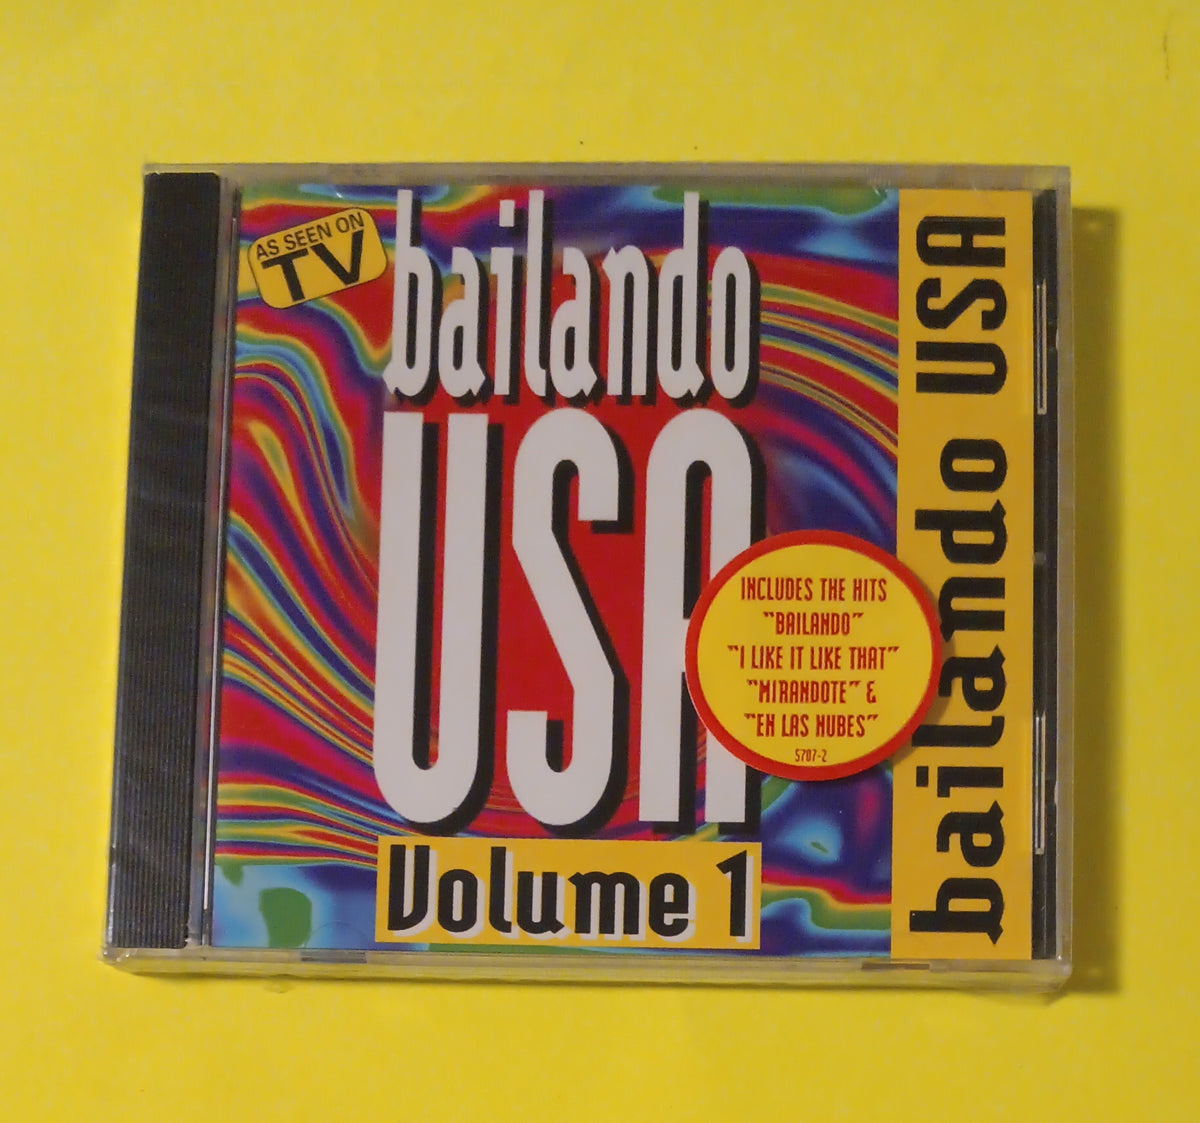 AS SEEN ON
TV
bailando
USA
Volume 1
INCLUDES THE HITS
"BAILANDO"
"I LIKE IT LIKE THAT"
"MIRANDOTE" &
"EN LAS NUBES"
5707-2
bailando USA